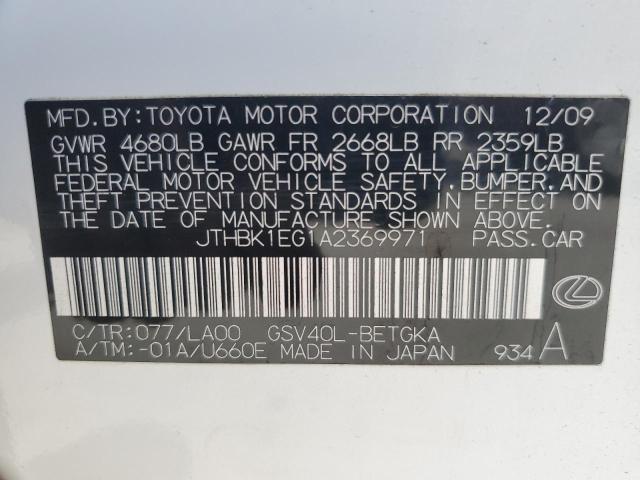 MFD.BY:TOYOTA MOTOR CORPORATION 12/09
GVWR 4680LB GAWR FR 2668LB RR 2359LB
THIS VEHICLE CONFORMS TO ALL APPLICABLE
FEDERAL MOTOR VEHICLE SAFETY,BUMPER,AND
THEFT PREVENTION STANDARDS IN EFFECT ON
THE DATE OF MANUFACTURE SHOWN ABOVE.
JTHBK1EG1A2369971 PASS.CAR
C/TR:077/LA00 GSV40L-BETGKA
A/TM:-01A/U660E MADE IN JAPAN 934 A